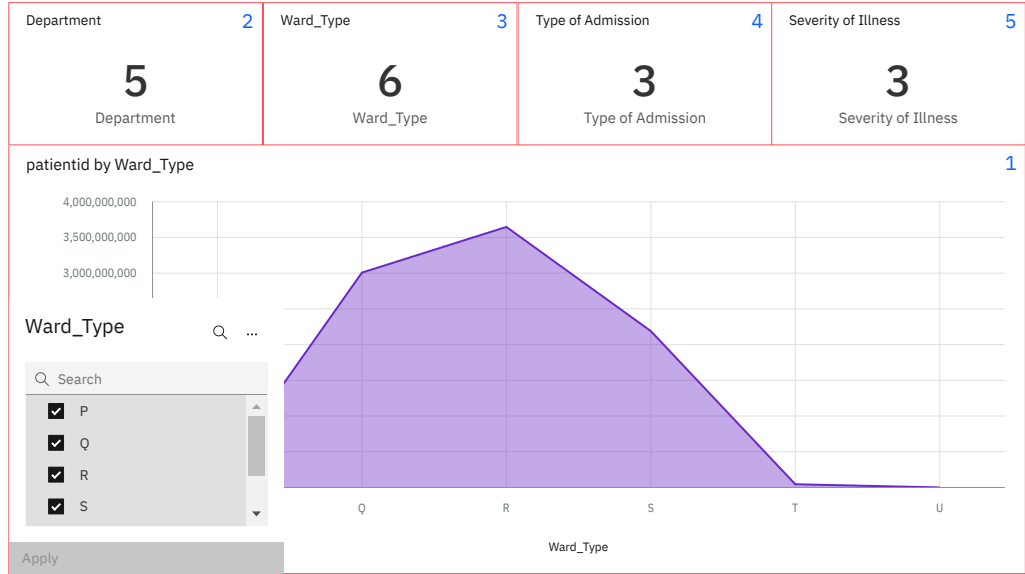 Department 2
Ward_Type 3
Type of Admission 4
Severity of Illness 5
5
Department
6
Ward_Type
3
Type of Admission
3
Severity of Illness
patientid by Ward_Type 1
4,000,000,000
3,500,000,000
3,000,000,000
Ward_Type ...
Search
P
Q
R
S
Apply
Q R S T U
Ward_Type